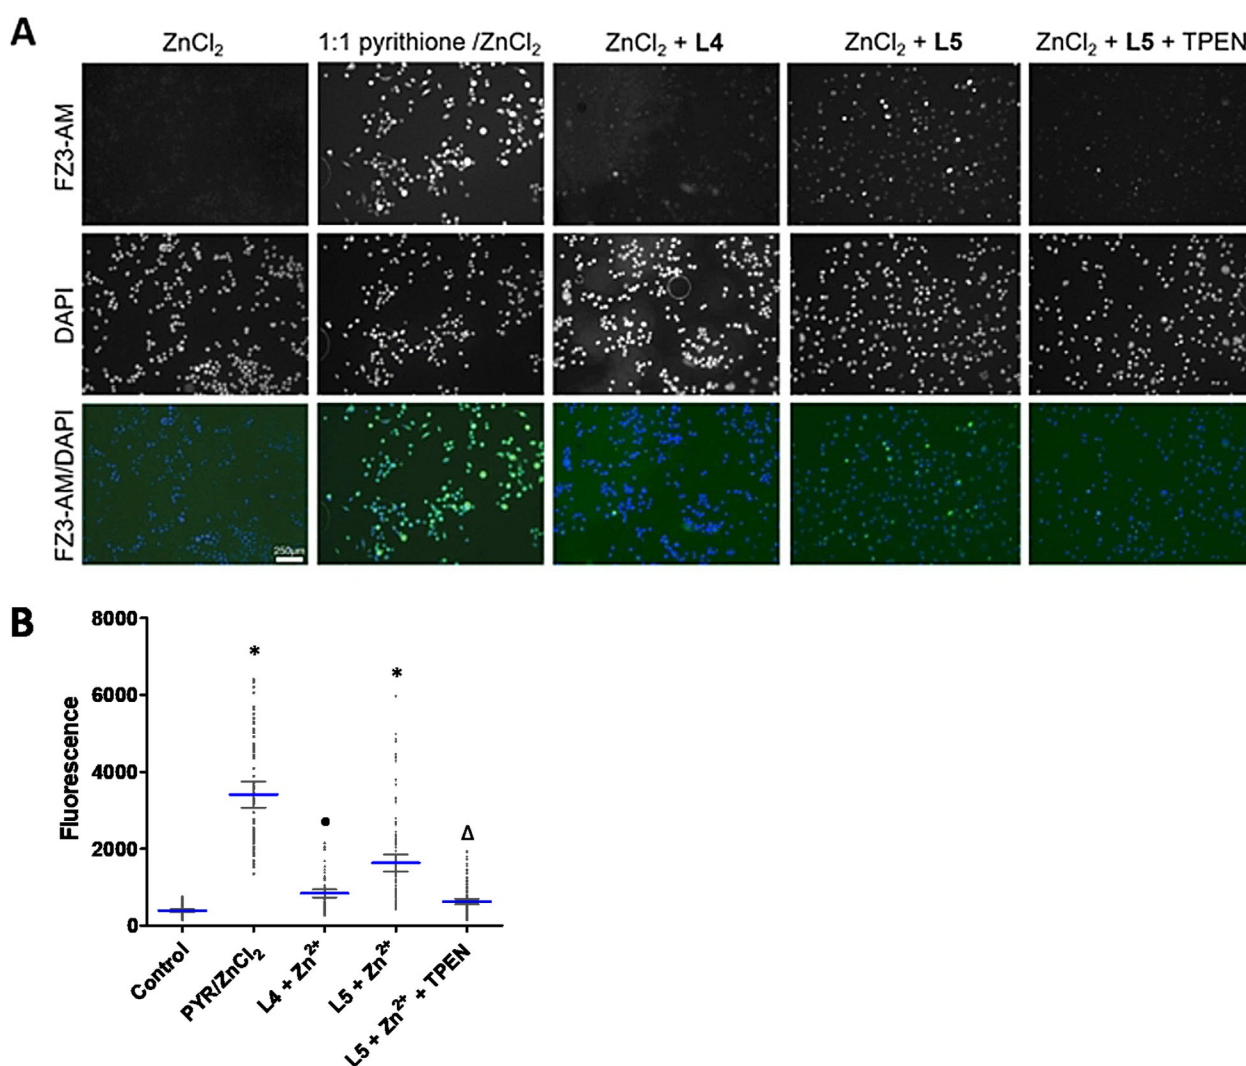 A
ZnCl₂
1:1 pyrithione /ZnCl₂
ZnCl₂ + L4
ZnCl₂ + L5
ZnCl₂ + L5 + TPEN
FZ3-AM
DAPI
FZ3-AM/DAPI
250µm
B
8000
6000
4000
2000
0
Fluorescence
*
•
*
Δ
Control
PYR/ZnCl₂
L4 + Zn²⁺
L5 + Zn²⁺
L5 + Zn²⁺ + TPEN